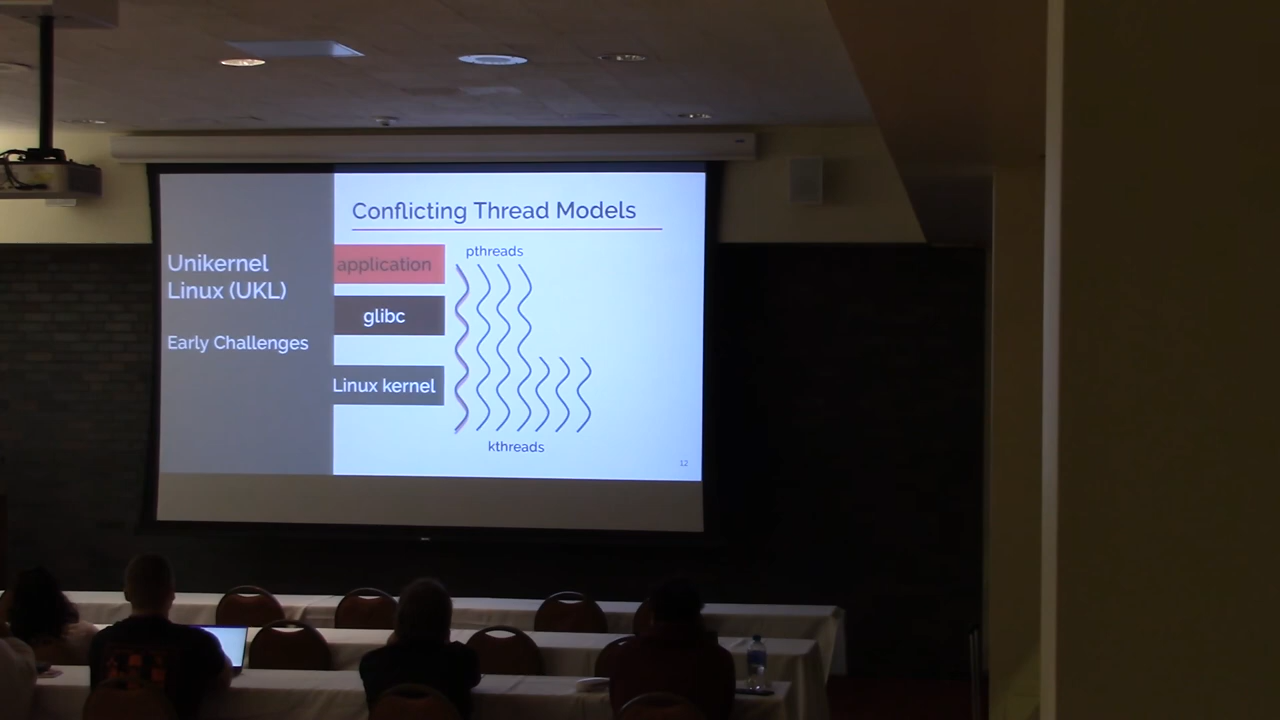 Unikernel
Linux (UKL)
Early Challenges
Conflicting Thread Models
application
glibc
Linux kernel
pthreads
kthreads
12